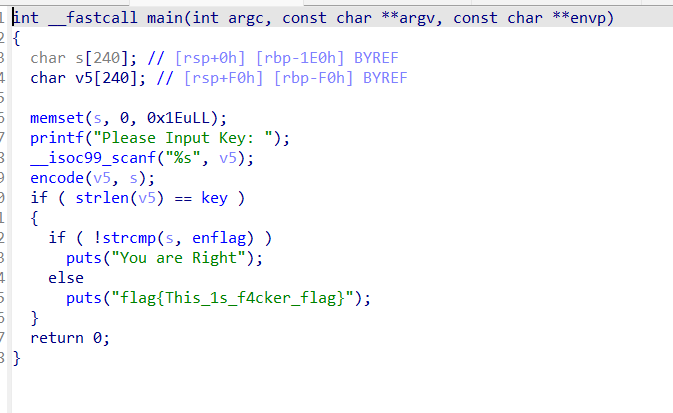 1 int __fastcall main(int argc, const char **argv, const char **envp)
2 {
3 char s[240]; // [rsp+0h] [rbp-1E0h] BYREF
4 char v5[240]; // [rsp+F0h] [rbp-F0h] BYREF
5
6 memset(s, 0, 0x1EuLL);
7 printf("Please Input Key: ");
8 __isoc99_scanf("%s", v5);
9 encode(v5, s);
0 if ( strlen(v5) == key )
1 {
2 if ( !strcmp(s, enflag) )
3 puts("You are Right");
4 else
5 puts("flag{This_1s_f4cker_flag}");
6 }
7 return 0;
8 }